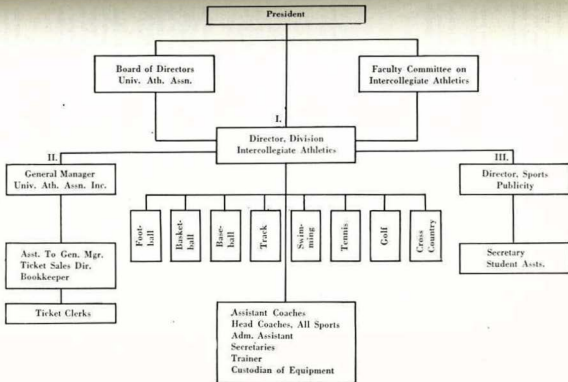 President
Board of Directors
Univ. Ath. Assn.
Faculty Committee on
Intercollegiate Athletics
I.
Director, Division
Intercollegiate Athletics
II.
General Manager
Univ. Ath. Assn. Inc.
III.
Director, Sports
Publicity
Foot-
ball
Basket-
ball
Base-
ball
Track
Swim-
ming
Tennis
Golf
Cross
Country
Asst. To Gen. Mgr.
Ticket Sales Dir.
Bookkeeper
Secretary
Student Assts.
Ticket Clerks
Assistant Coaches
Head Coaches, All Sports
Adm. Assistant
Secretaries
Trainer
Custodian of Equipment